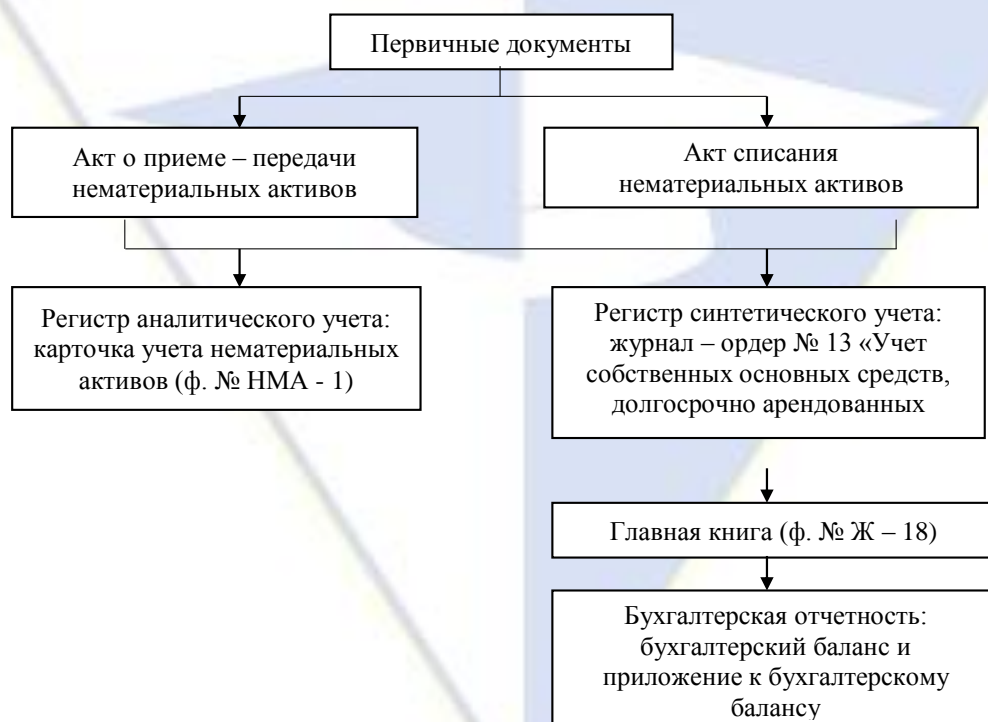 Первичные документы
Акт о приеме – передачи
нематериальных активов
Акт списания
нематериальных активов
Регистр аналитического учета:
карточка учета нематериальных
активов (ф. № НМА - 1)
Регистр синтетического учета:
журнал – ордер № 13 «Учет
собственных основных средств,
долгосрочно арендованных
Главная книга (ф. № Ж – 18)
Бухгалтерская отчетность:
бухгалтерский баланс и
приложение к бухгалтерскому
балансу